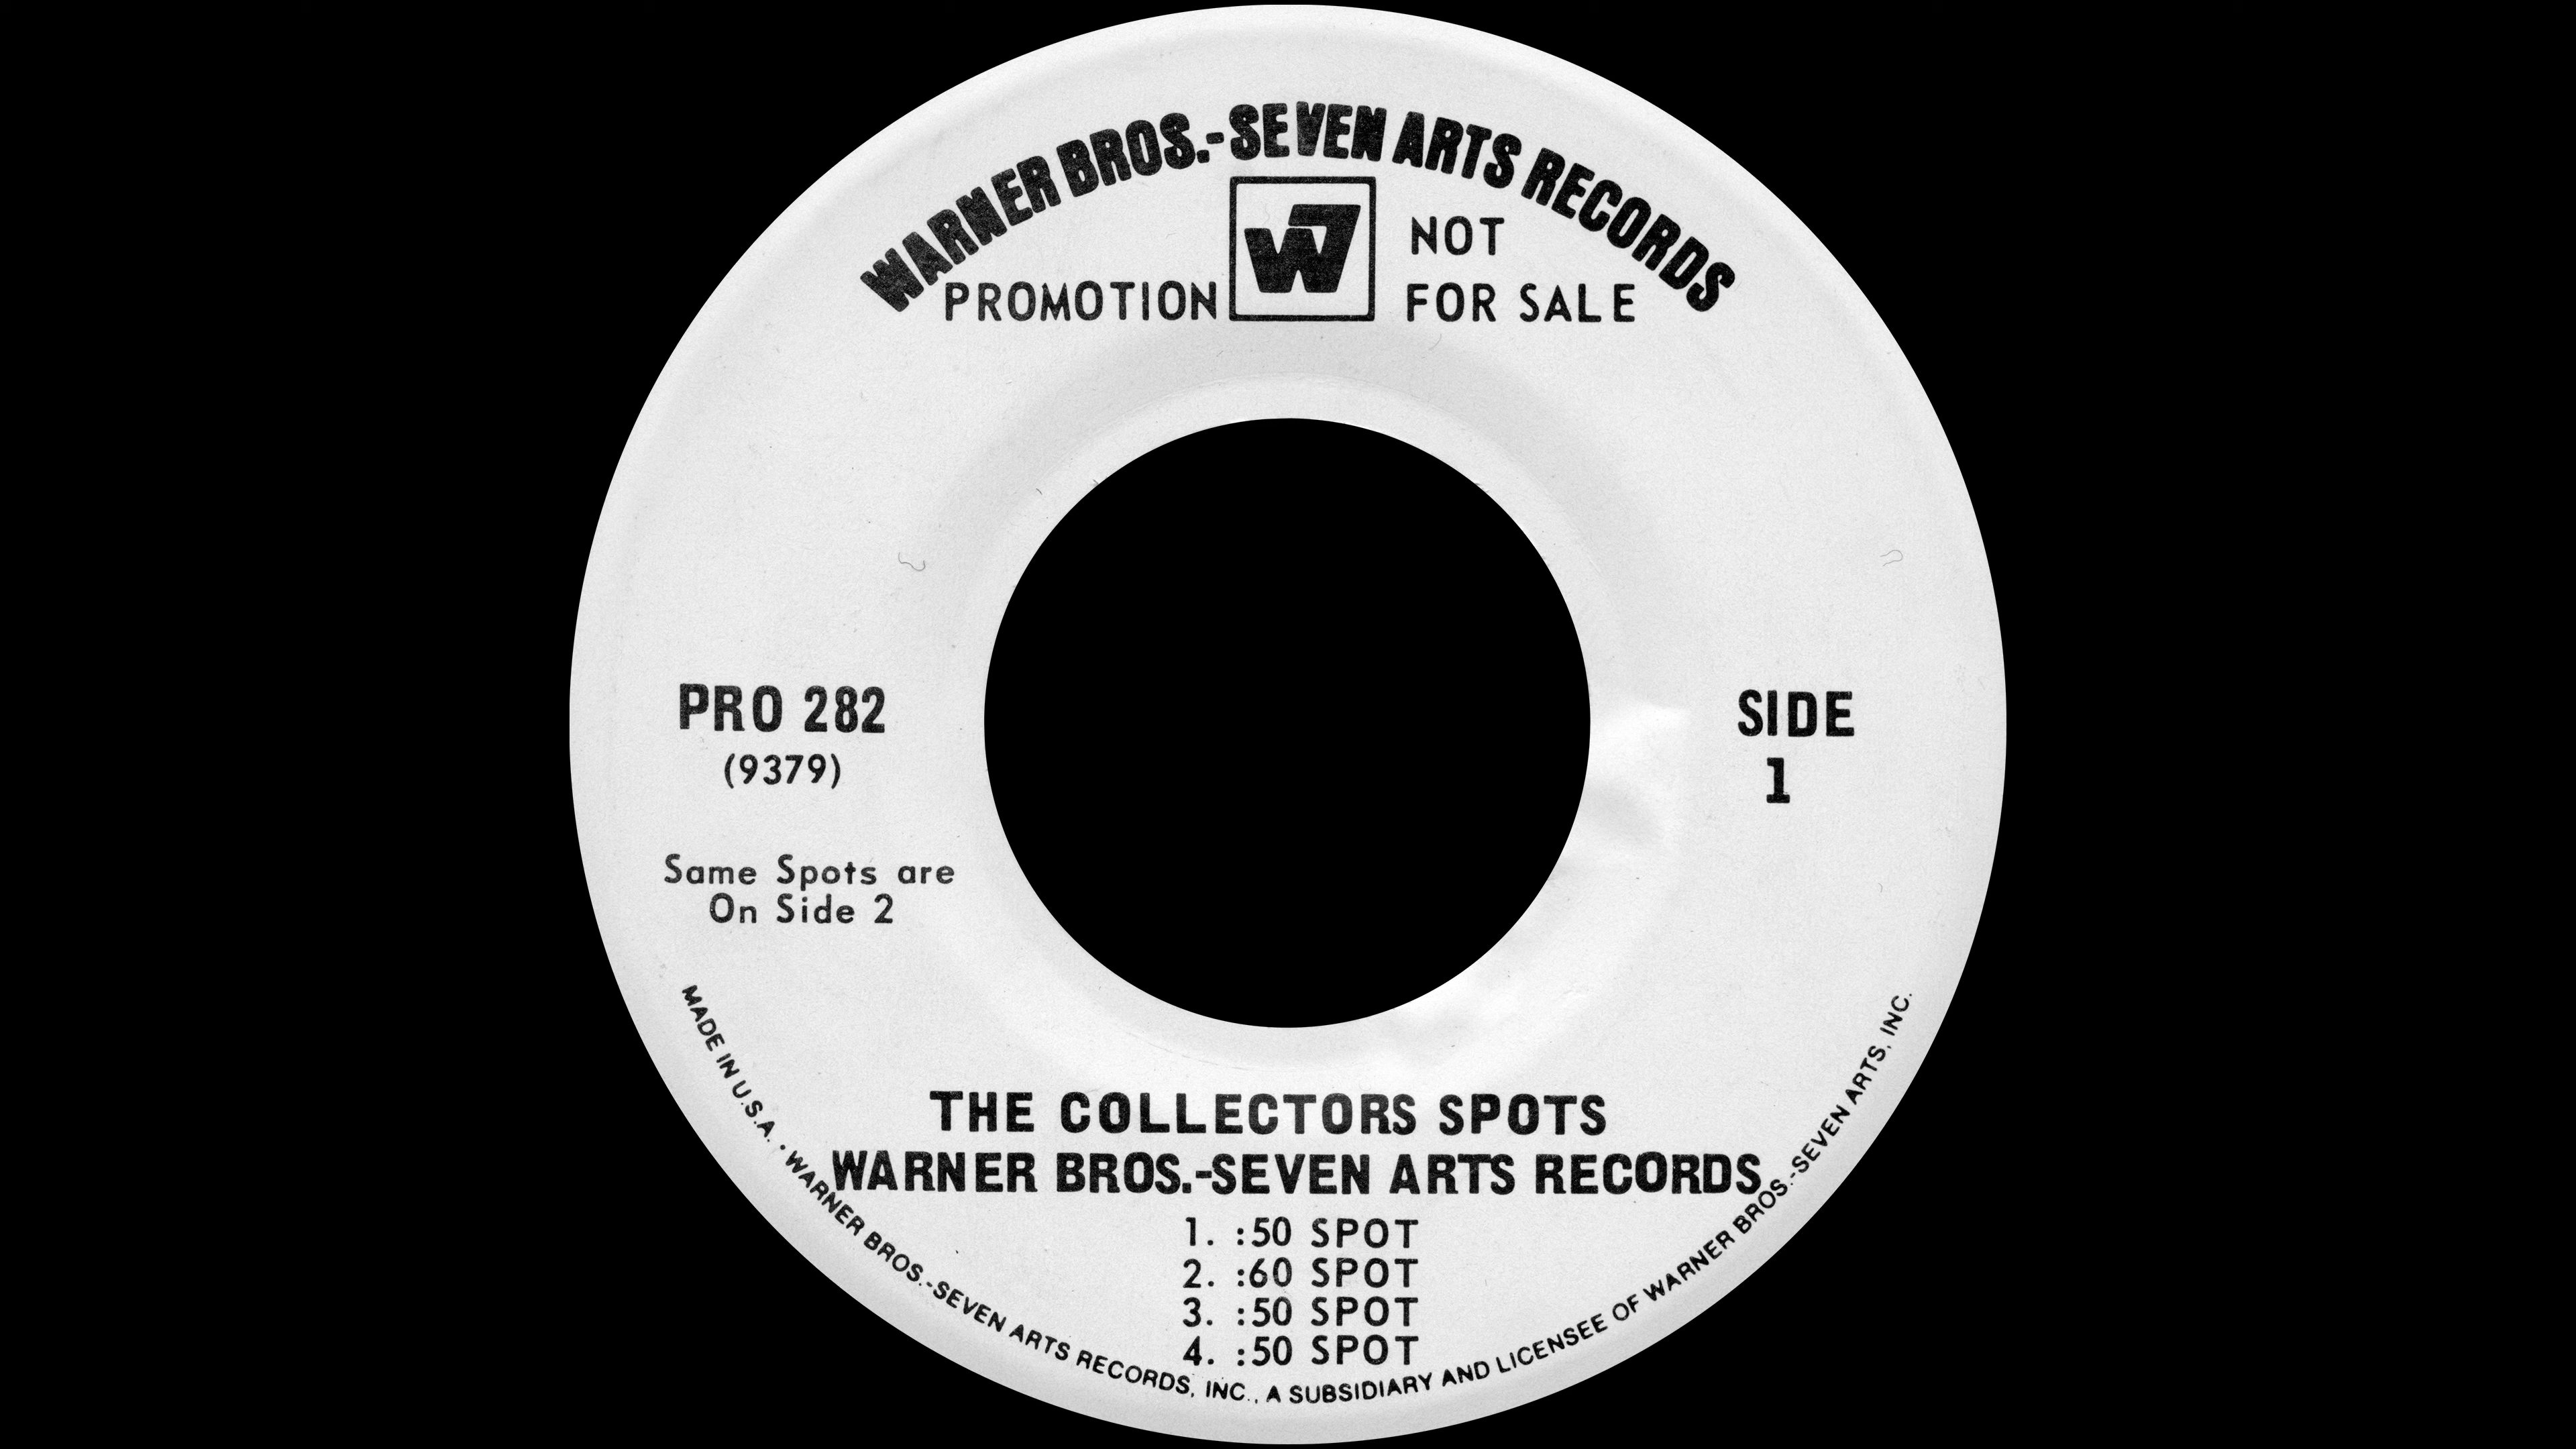 WARNER BROS.-SEVEN ARTS RECORDS
W7
NOT
PROMOTION
FOR SALE
PRO 282
(9379)
SIDE
1
Same Spots are
On Side 2
THE COLLECTORS SPOTS
WARNER BROS.-SEVEN ARTS RECORDS
1. :50 SPOT
2. :60 SPOT
3. :50 SPOT
4. :50 SPOT
MADE IN U.S.A. • WARNER BROS.-SEVEN ARTS RECORDS, INC., A SUBSIDIARY AND LICENSEE OF WARNER BROS.-SEVEN ARTS, INC.